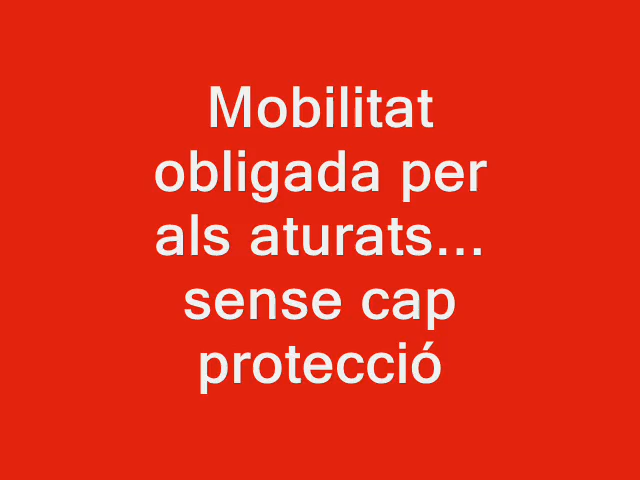 Mobilitat
obligada per
als aturats...
sense cap
protecció